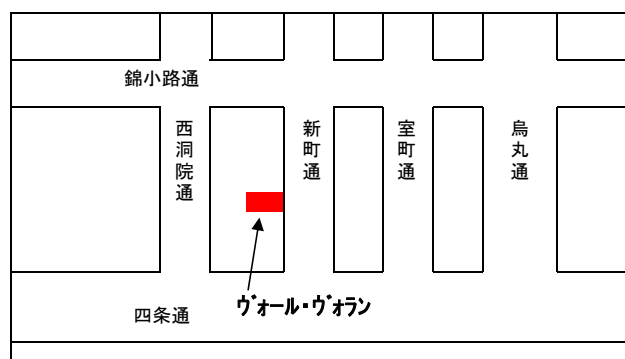 錦小路通
西洞院通
新町通
室町通
烏丸通
ヴォール・ヴォラン
四条通